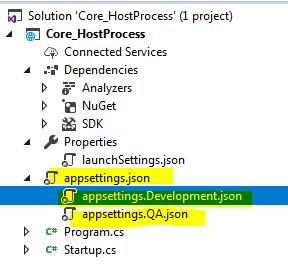 Solution 'Core_HostProcess' (1 project)
Core_HostProcess
Connected Services
Dependencies
Analyzers
NuGet
SDK
Properties
launchSettings.json
appsettings.json
appsettings.Development.json
appsettings.QA.json
C# Program.cs
C# Startup.cs